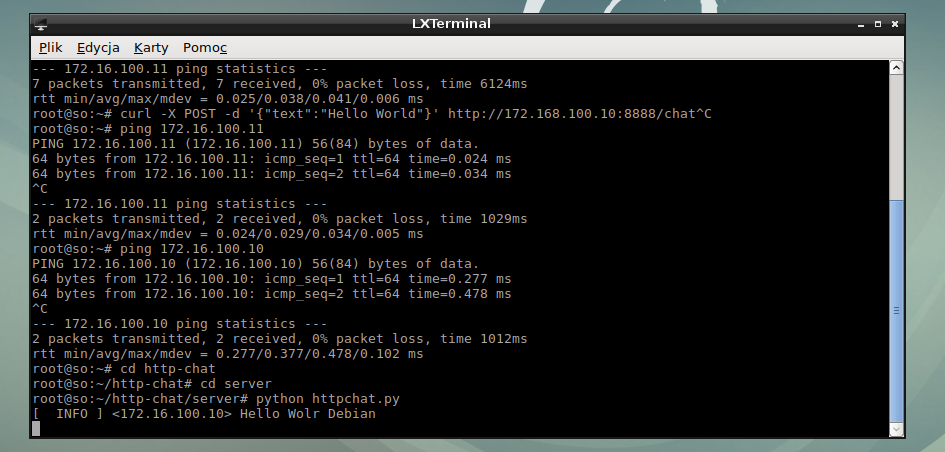 LXTerminal
Plik Edycja Karty Pomoc
--- 172.16.100.11 ping statistics ---
7 packets transmitted, 7 received, 0% packet loss, time 6124ms
rtt min/avg/max/mdev = 0.025/0.038/0.041/0.006 ms
root@so:~# curl -X POST -d '{"text":"Hello World"}' http://172.168.100.10:8888/chat^C
root@so:~# ping 172.16.100.11
PING 172.16.100.11 (172.16.100.11) 56(84) bytes of data.
64 bytes from 172.16.100.11: icmp_seq=1 ttl=64 time=0.024 ms
64 bytes from 172.16.100.11: icmp_seq=2 ttl=64 time=0.034 ms
^C
--- 172.16.100.11 ping statistics ---
2 packets transmitted, 2 received, 0% packet loss, time 1029ms
rtt min/avg/max/mdev = 0.024/0.029/0.034/0.005 ms
root@so:~# ping 172.16.100.10
PING 172.16.100.10 (172.16.100.10) 56(84) bytes of data.
64 bytes from 172.16.100.10: icmp_seq=1 ttl=64 time=0.277 ms
64 bytes from 172.16.100.10: icmp_seq=2 ttl=64 time=0.478 ms
^C
--- 172.16.100.10 ping statistics ---
2 packets transmitted, 2 received, 0% packet loss, time 1012ms
rtt min/avg/max/mdev = 0.277/0.377/0.478/0.102 ms
root@so:~# cd http-chat
root@so:~/http-chat# cd server
root@so:~/http-chat/server# python httpchat.py
[  INFO ] <172.16.100.10> Hello Wolr Debian